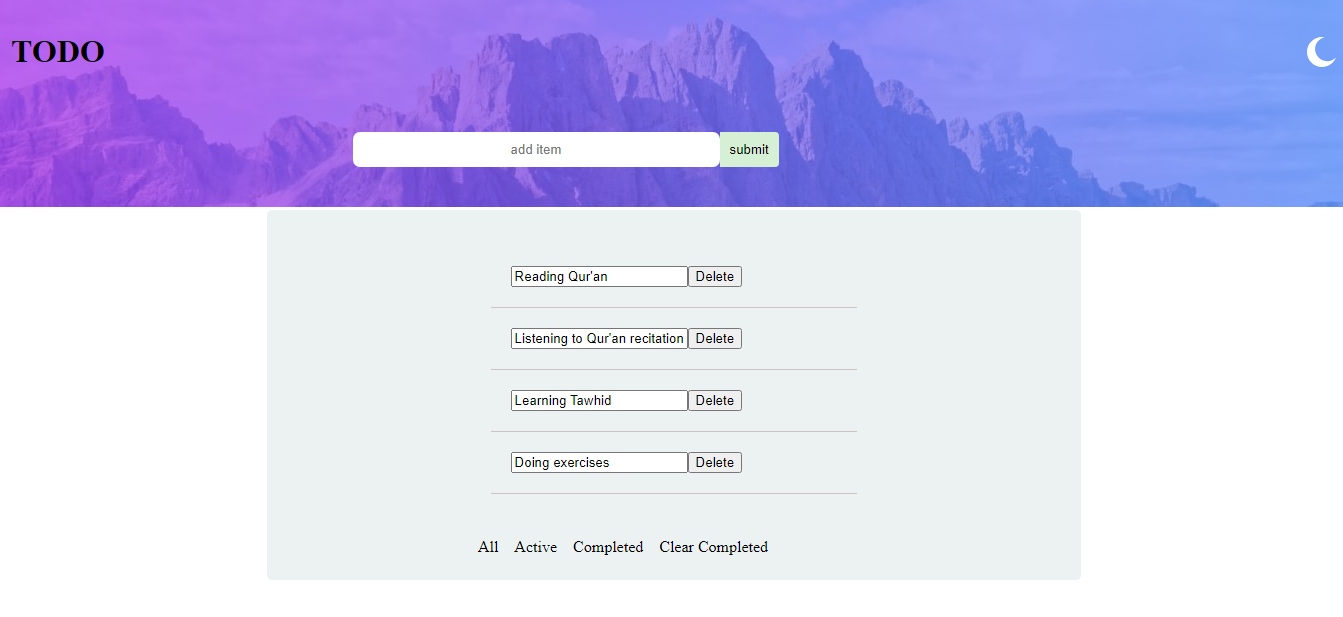 TODO
add item submit
Reading Qur'an Delete
Listening to Qur'an recitation Delete
Learning Tawhid Delete
Doing exercises Delete
All Active Completed Clear Completed